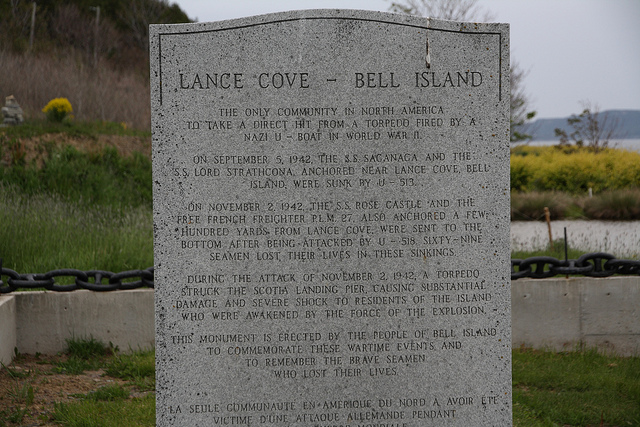 LANCE COVE - BELL ISLAND
THE ONLY COMMUNITY IN NORTH AMERICA
TO TAKE A DIRECT HIT FROM A TORPEDO FIRED BY A
NAZI U - BOAT IN WORLD WAR II.
ON SEPTEMBER 5, 1942, THE S.S. SAGANAGA AND THE
S.S. LORD STRATHCONA, ANCHORED NEAR LANCE COVE, BELL
ISLAND, WERE SUNK BY U - 513.
ON NOVEMBER 2, 1942, THE S.S. ROSE CASTLE AND THE
FREE FRENCH FREIGHTER P.L.M. 27, ALSO ANCHORED A FEW
HUNDRED YARDS FROM LANCE COVE, WERE SENT TO THE
BOTTOM AFTER BEING ATTACKED BY U - 518. SIXTY-NINE
SEAMEN LOST THEIR LIVES IN THESE SINKINGS.
DURING THE ATTACK OF NOVEMBER 2, 1942, A TORPEDO
STRUCK THE SCOTIA LANDING PIER, CAUSING SUBSTANTIAL
DAMAGE AND SEVERE SHOCK TO RESIDENTS OF THE ISLAND
WHO WERE AWAKENED BY THE FORCE OF THE EXPLOSION.
THIS MONUMENT IS ERECTED BY THE PEOPLE OF BELL ISLAND
TO COMMEMORATE THESE WARTIME EVENTS AND
TO REMEMBER THE BRAVE SEAMEN
WHO LOST THEIR LIVES.
LA SEULE COMMUNAUTE EN AMERIQUE DU NORD A AVOIR ETE
VICTIME D'UNE ATTAQUE ALLEMANDE PENDANT